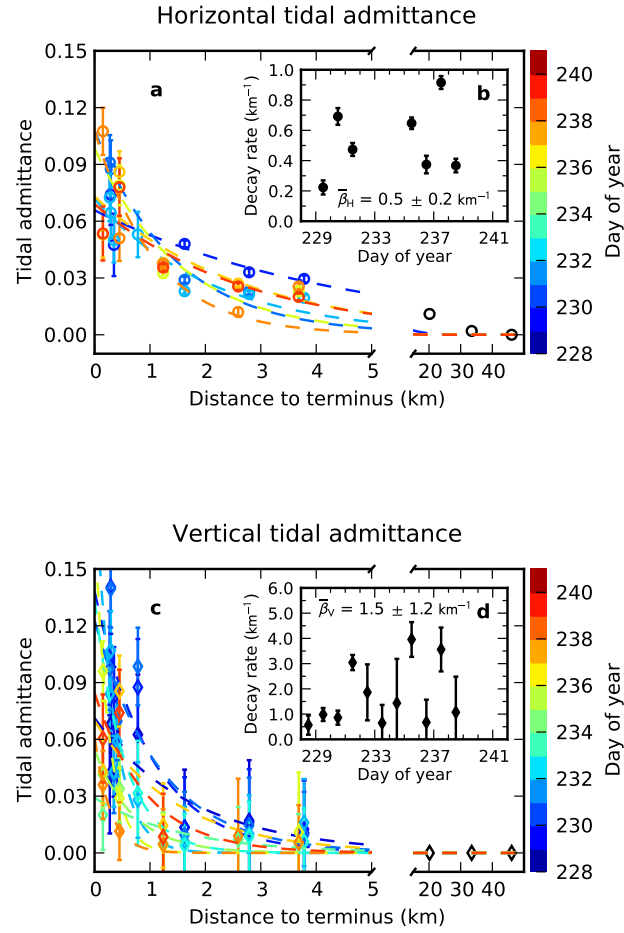 Horizontal tidal admittance
0.15
0.12
0.09
0.06
0.03
0.00
Tidal admittance
a
0 1 2 3 4 5 20 30 40
Distance to terminus (km)
b
1.0
0.8
0.6
0.4
0.2
0.0
Decay rate (km⁻¹)
β̅_H = 0.5 ± 0.2 km⁻¹
229 233 237 241
Day of year
240
238
236
234
232
230
228
Day of year
Vertical tidal admittance
0.15
0.12
0.09
0.06
0.03
0.00
Tidal admittance
c
0 1 2 3 4 5 20 30 40
Distance to terminus (km)
d
6.0
5.0
4.0
3.0
2.0
1.0
0.0
Decay rate (km⁻¹)
β̅_V = 1.5 ± 1.2 km⁻¹
229 233 237 241
Day of year
240
238
236
234
232
230
228
Day of year